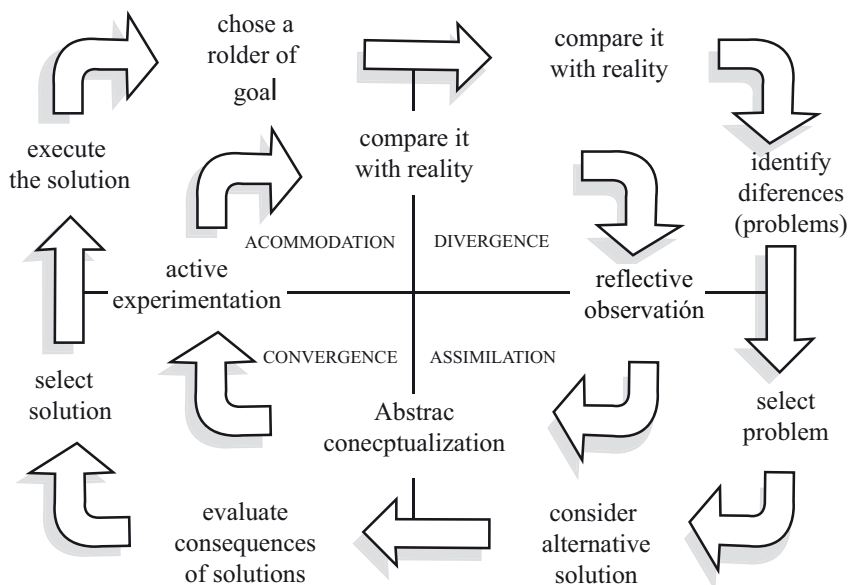 chose a
rolder of
goal
compare it
with reality
execute
the solution
compare it
with reality
identify
diferences
(problems)
ACOMMODATION
DIVERGENCE
active
experimentation
reflective
observatión
CONVERGENCE
ASSIMILATION
select
solution
Abstrac
conecptualization
select
problem
evaluate
consequences
of solutions
consider
alternative
solution